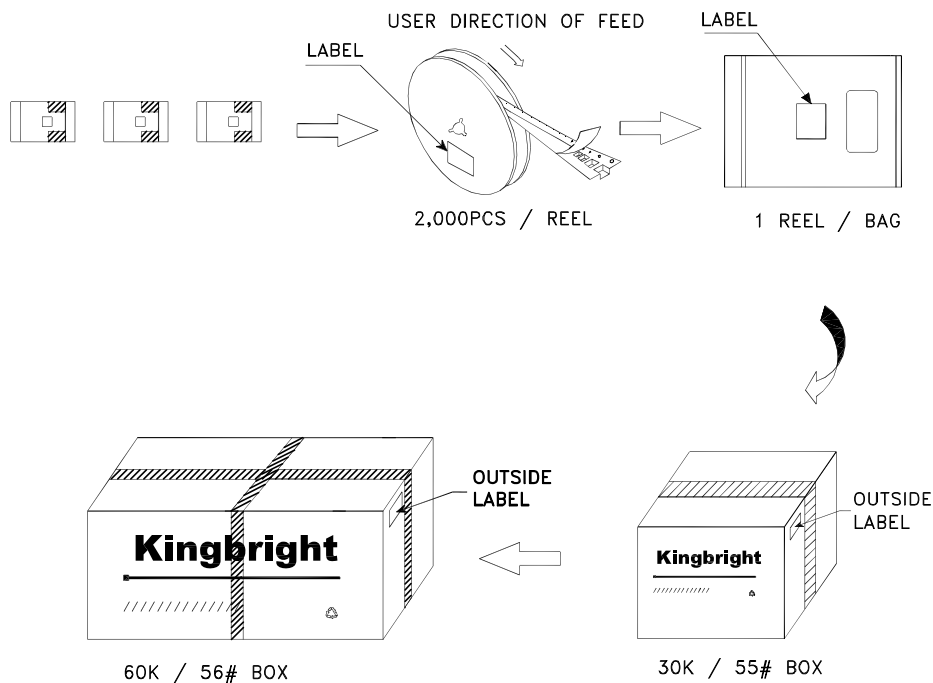 USER DIRECTION OF FEED
LABEL
LABEL
2,000PCS / REEL
1 REEL / BAG
OUTSIDE
LABEL
Kingbright
60K / 56# BOX
OUTSIDE
LABEL
Kingbright
30K / 55# BOX